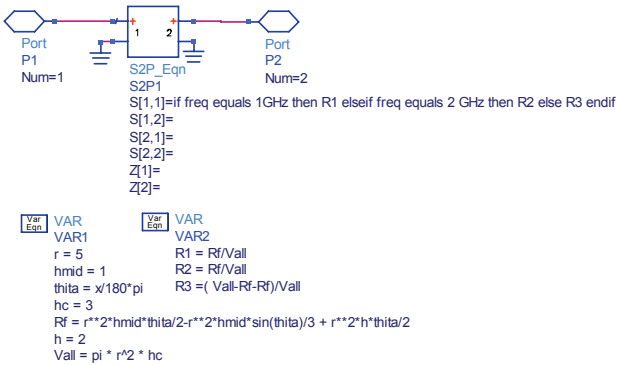 1
2
Port
P1
Num=1
Port
P2
Num=2
S2P_Eqn
S2P1
S[1,1]=if freq equals 1GHz then R1 elseif freq equals 2 GHz then R2 else R3 endif
S[1,2]=
S[2,1]=
S[2,2]=
Z[1]=
Z[2]=
Var
Eqn
VAR
VAR1
r = 5
hmid = 1
thita = x/180*pi
hc = 3
Rf = r**2*hmid*thita/2-r**2*hmid*sin(thita)/3 + r**2*h*thita/2
h = 2
Vall = pi * r^2 * hc
Var
Eqn
VAR
VAR2
R1 = Rf/Vall
R2 = Rf/Vall
R3 =( Vall-Rf-Rf)/Vall